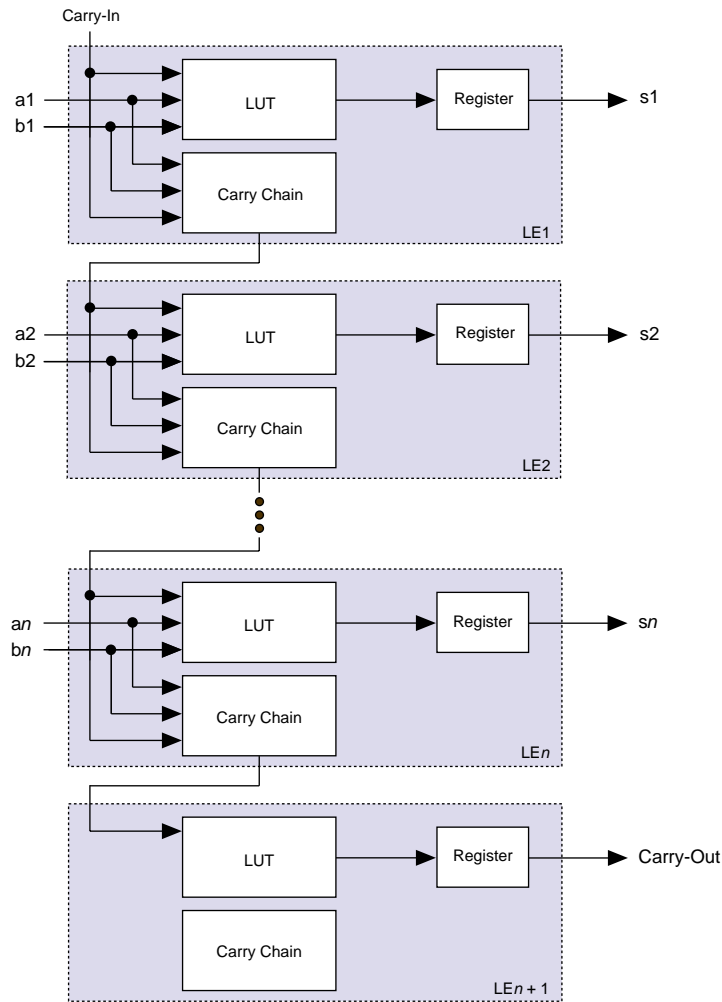 Carry-In
a1
b1
LUT
Register
s1
Carry Chain
LE1
a2
b2
LUT
Register
s2
Carry Chain
LE2
an
bn
LUT
Register
sn
Carry Chain
LEn
LUT
Register
Carry-Out
Carry Chain
LEn + 1